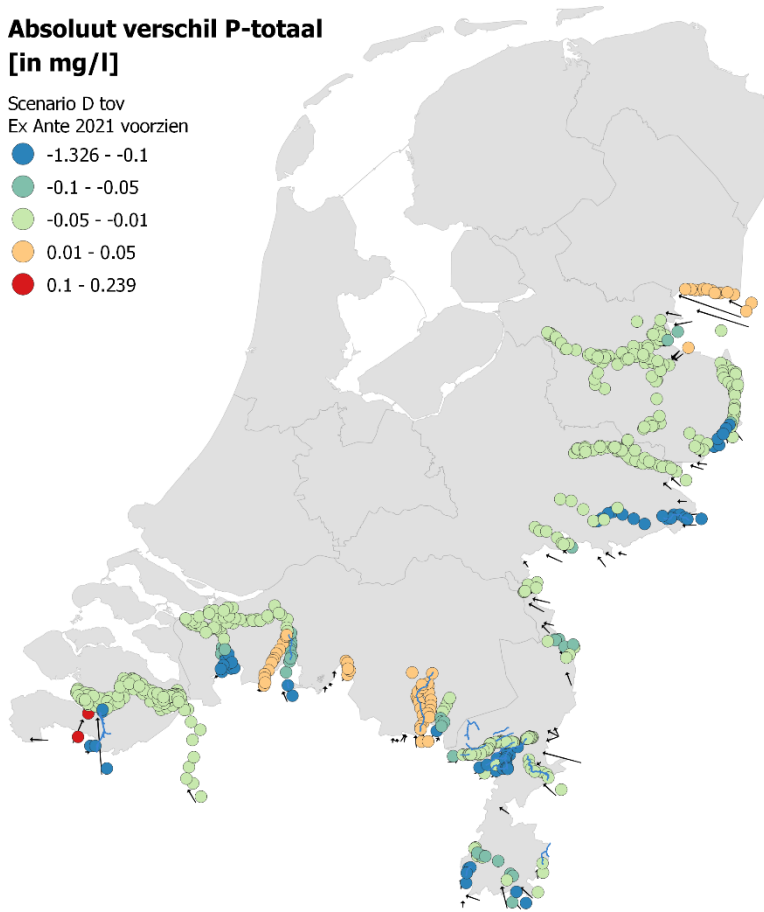 Absoluut verschil P-totaal
[in mg/l]
Scenario D tov
Ex Ante 2021 voorzien
-1.326 - -0.1
-0.1 - -0.05
-0.05 - -0.01
0.01 - 0.05
0.1 - 0.239